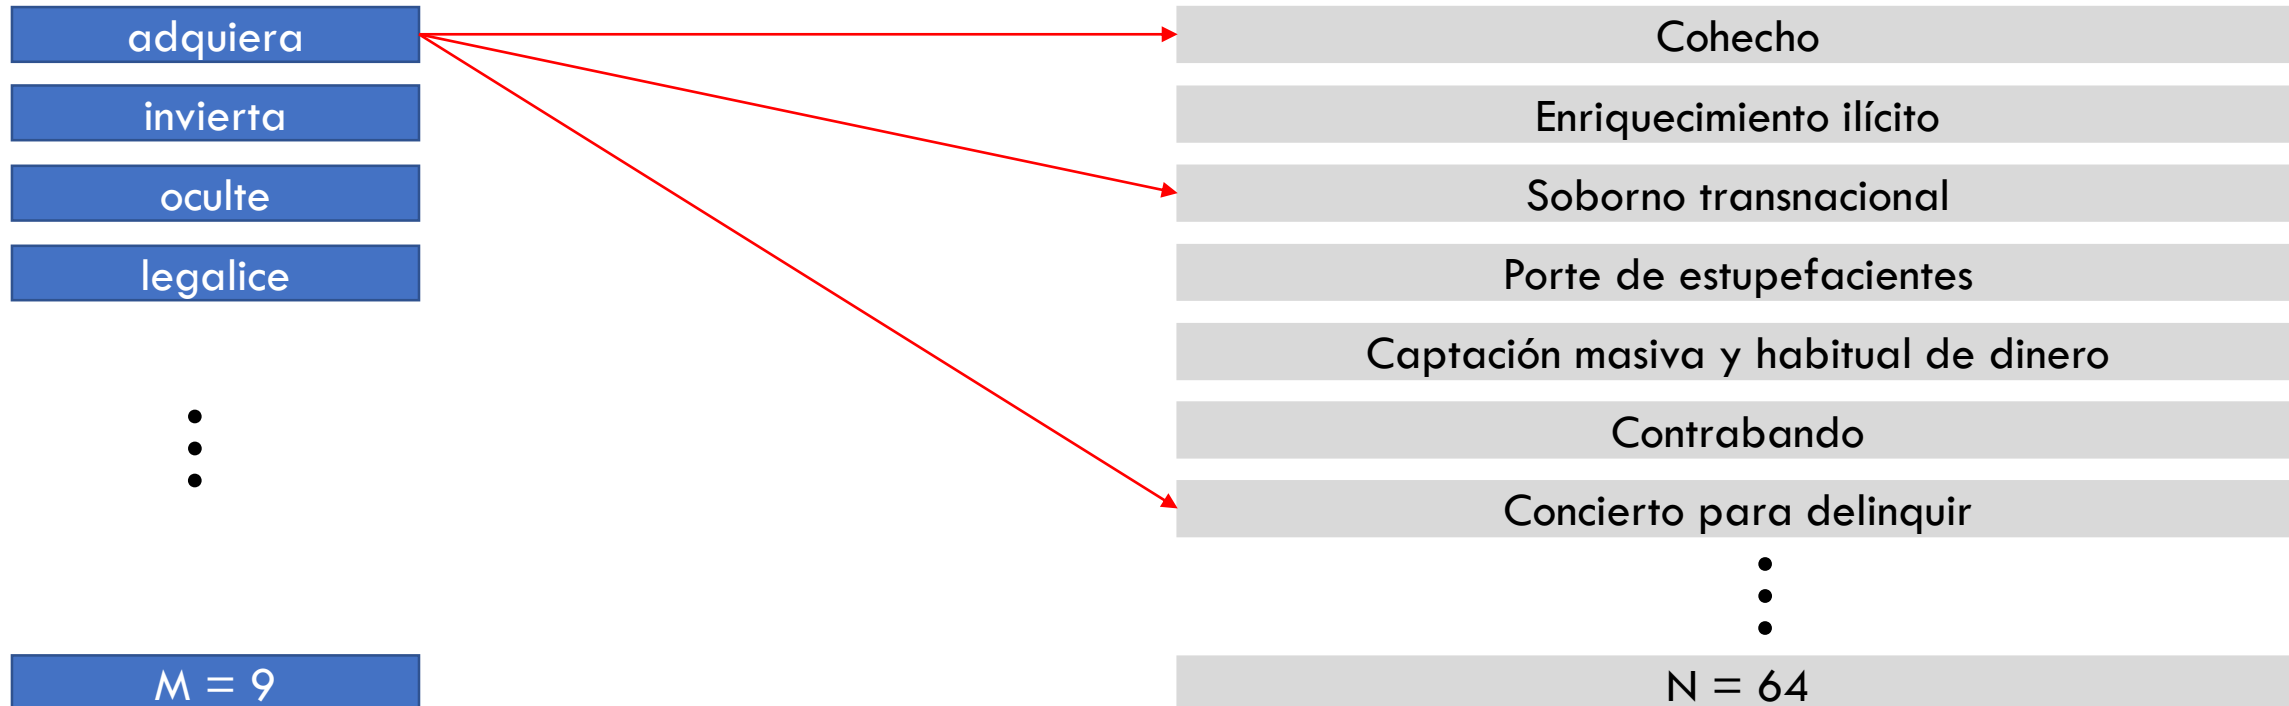 adquiera
invierta
oculte
legalice
M = 9
Cohecho
Enriquecimiento ilícito
Soborno transnacional
Porte de estupefacientes
Captación masiva y habitual de dinero
Contrabando
Concierto para delinquir
N = 64